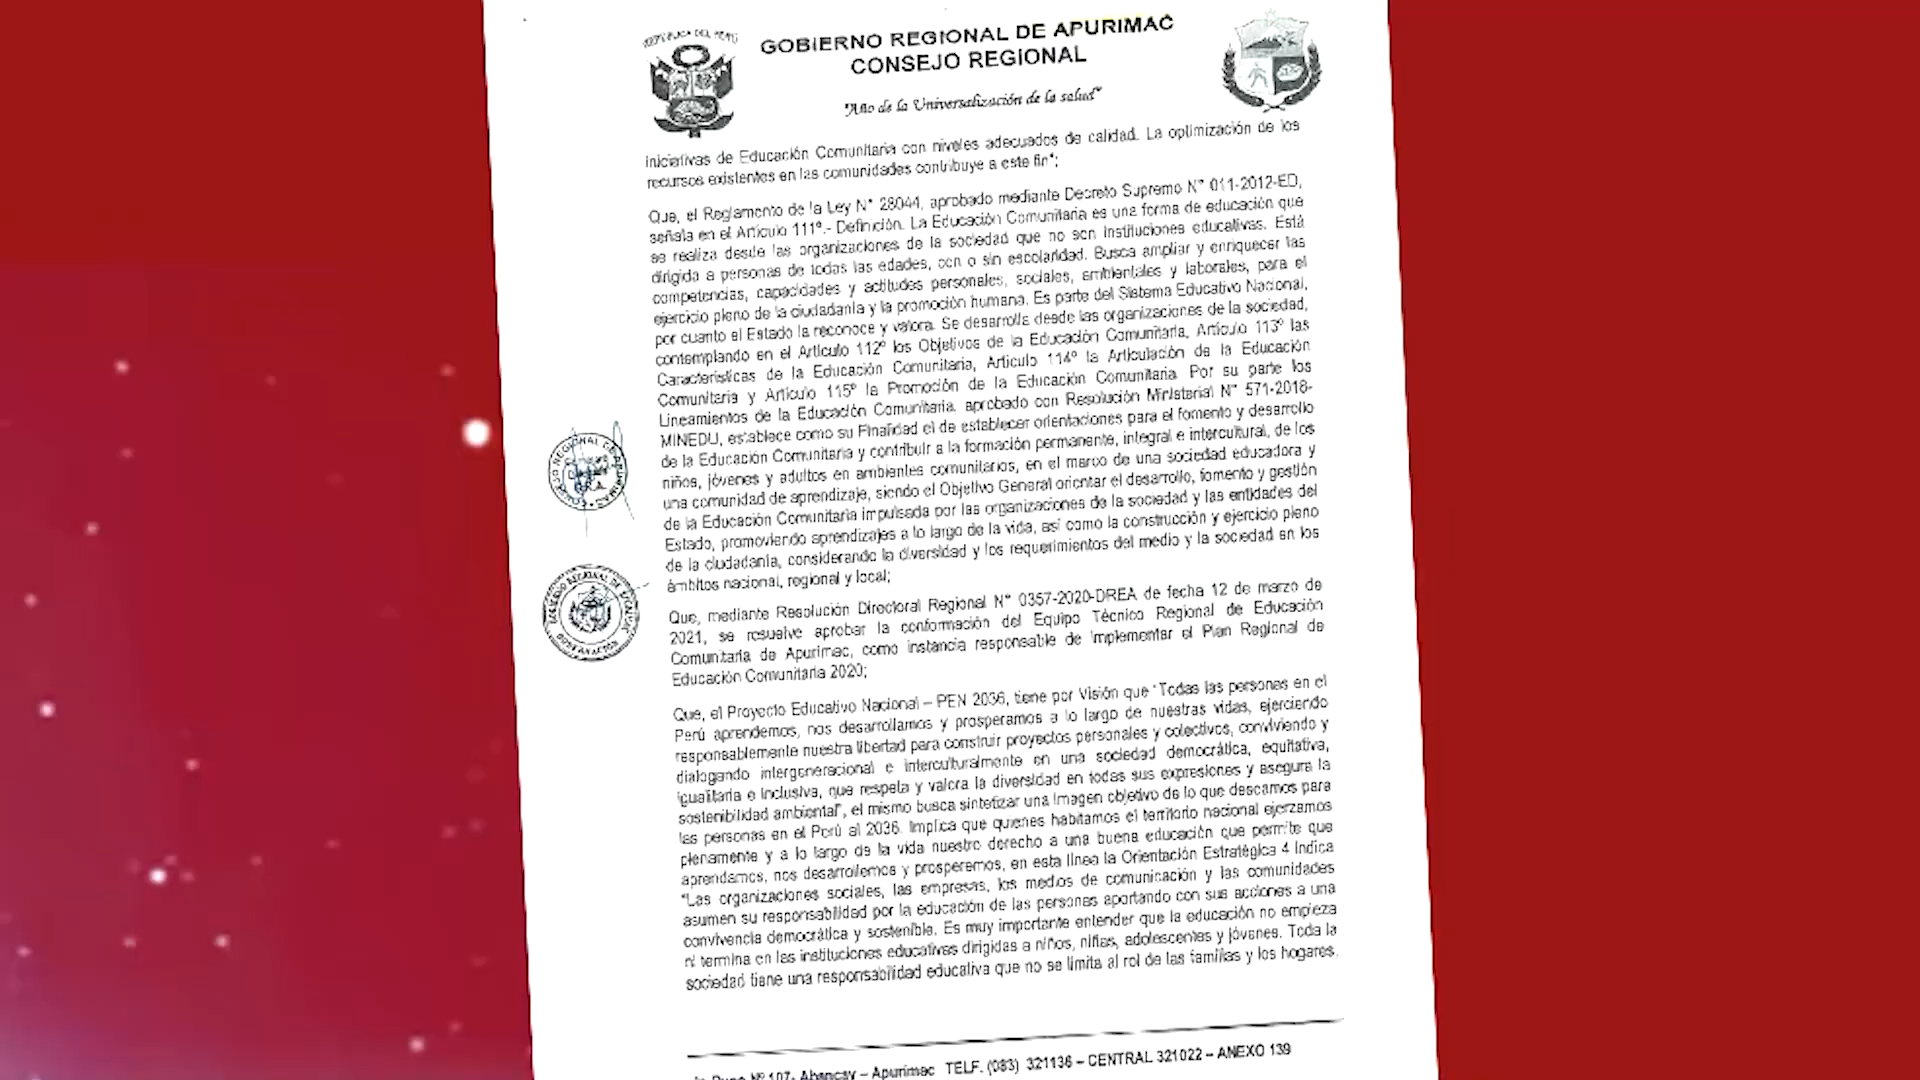 REPÚBLICA DEL PERÚ
GOBIERNO REGIONAL DE APURIMAC
CONSEJO REGIONAL
"Año de la Universalización de la salud"
iniciativas de Educación Comunitaria con niveles adecuados de calidad. La optimización de los
recursos existentes en las comunidades contribuye a este fin";
Que, el Reglamento de la Ley N° 28044, aprobado mediante Decreto Supremo N° 011-2012-ED,
señala en el Artículo 111º.- Definición. La Educación Comunitaria es una forma de educación que
se realiza desde las organizaciones de la sociedad que no son instituciones educativas. Está
dirigida a personas de todas las edades, con o sin escolaridad. Busca ampliar y enriquecer las
competencias, capacidades y actitudes personales, sociales, ambientales y laborales, para el
ejercicio pleno de la ciudadanía y la promoción humana. Es parte del Sistema Educativo Nacional,
por cuanto el Estado la reconoce y valora. Se desarrolla desde las organizaciones de la sociedad,
contemplando en el Artículo 112º los Objetivos de la Educación Comunitaria, Artículo 113º las
Características de la Educación Comunitaria, Artículo 114º la Articulación de la Educación
Comunitaria y Artículo 115º la Promoción de la Educación Comunitaria. Por su parte los
Lineamientos de la Educación Comunitaria, aprobado con Resolución Ministerial N° 571-2018-
MINEDU, establece como su Finalidad el de establecer orientaciones para el fomento y desarrollo
de la Educación Comunitaria y contribuir a la formación permanente, integral e intercultural, de los
niños, jóvenes y adultos en ambientes comunitarios, en el marco de una sociedad educadora y
una comunidad de aprendizaje, siendo el Objetivo General orientar el desarrollo, fomento y gestión
de la Educación Comunitaria impulsada por las organizaciones de la sociedad y las entidades del
Estado, promoviendo aprendizajes a lo largo de la vida, así como la construcción y ejercicio pleno
de la ciudadanía, considerando la diversidad y los requerimientos del medio y la sociedad en los
ámbitos nacional, regional y local;
Que, mediante Resolución Directoral Regional N° 0357-2020-DREA de fecha 12 de marzo de
2021, se resuelve aprobar la conformación del Equipo Técnico Regional de Educación
Comunitaria de Apurímac, como instancia responsable de implementar el Plan Regional de
Educación Comunitaria 2020;
Que, el Proyecto Educativo Nacional – PEN 2036, tiene por Visión que "Todas las personas en el
Perú aprendemos, nos desarrollamos y prosperamos a lo largo de nuestras vidas, ejerciendo
responsablemente nuestra libertad para construir proyectos personales y colectivos, conviviendo y
dialogando intergeneracional e interculturalmente en una sociedad democrática, equitativa,
igualitaria e inclusiva, que respeta y valora la diversidad en todas sus expresiones y asegura la
sostenibilidad ambiental", el mismo busca sintetizar una imagen objetivo de lo que deseamos para
las personas en el Perú al 2036. Implica que quienes habitamos el territorio nacional ejerzamos
plenamente y a lo largo de la vida nuestro derecho a una buena educación que permite que
aprendamos, nos desarrollemos y prosperemos, en esta línea la Orientación Estratégica 4 indica
"Las organizaciones sociales, las empresas, los medios de comunicación y las comunidades
asumen su responsabilidad por la educación de las personas aportando con sus acciones a una
convivencia democrática y sostenible. Es muy importante entender que la educación no empieza
ni termina en las instituciones educativas dirigidas a niños, niñas, adolescentes y jóvenes. Toda la
sociedad tiene una responsabilidad educativa que no se limita al rol de las familias y los hogares.
Puno Nº 107- Abancay – Apurímac TELF. (083) 321136 – CENTRAL 321022 – ANEXO 139